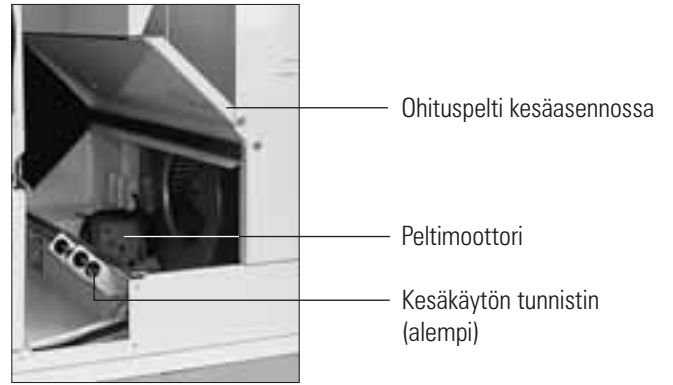 Ohituspelti kesäasennossa
Peltimoottori
Kesäkäytön tunnistin
(alempi)